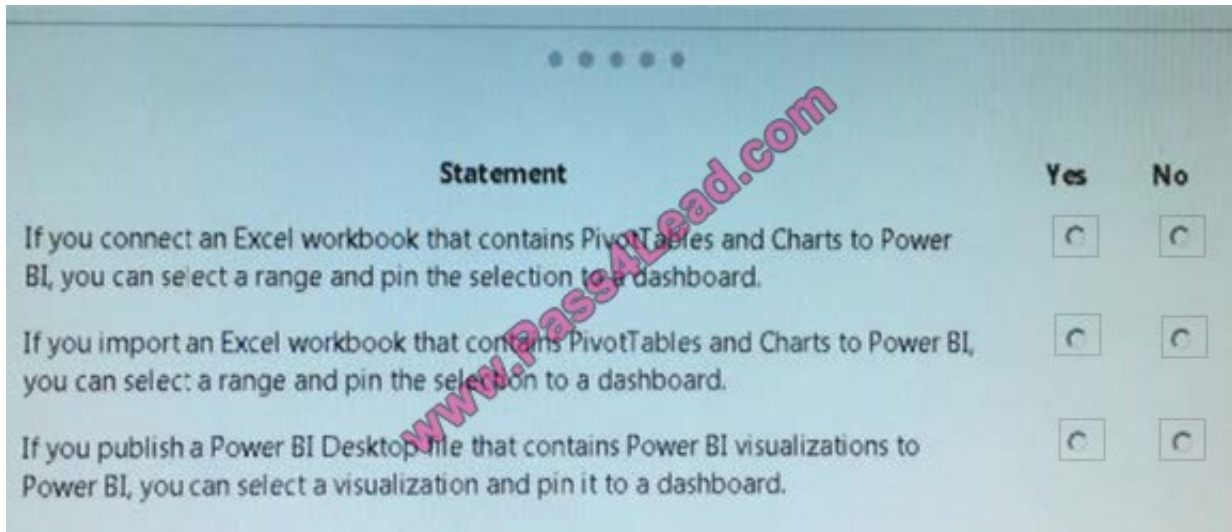 Statement Yes No
If you connect an Excel workbook that contains PivotTables and Charts to Power
BI, you can select a range and pin the selection to a dashboard.
If you import an Excel workbook that contains PivotTables and Charts to Power BI,
you can select a range and pin the selection to a dashboard.
If you publish a Power BI Desktop file that contains Power BI visualizations to
Power BI, you can select a visualization and pin it to a dashboard.
www.Pass4Lead.com